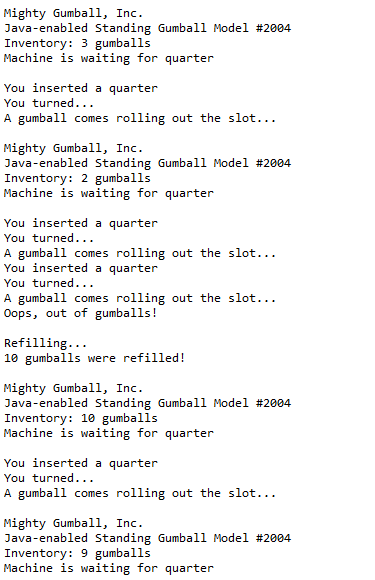 Mighty Gumball, Inc.
Java-enabled Standing Gumball Model #2004
Inventory: 3 gumballs
Machine is waiting for quarter
You inserted a quarter
You turned...
A gumball comes rolling out the slot...
Mighty Gumball, Inc.
Java-enabled Standing Gumball Model #2004
Inventory: 2 gumballs
Machine is waiting for quarter
You inserted a quarter
You turned...
A gumball comes rolling out the slot...
You inserted a quarter
You turned...
A gumball comes rolling out the slot...
Oops, out of gumballs!
Refilling...
10 gumballs were refilled!
Mighty Gumball, Inc.
Java-enabled Standing Gumball Model #2004
Inventory: 10 gumballs
Machine is waiting for quarter
You inserted a quarter
You turned...
A gumball comes rolling out the slot...
Mighty Gumball, Inc.
Java-enabled Standing Gumball Model #2004
Inventory: 9 gumballs
Machine is waiting for quarter